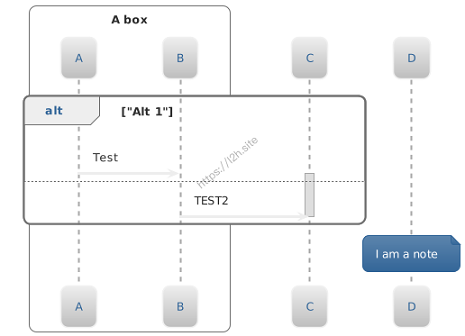 A box
A
B
C
D
alt
["Alt 1"]
Test
https://l2h.site
TEST2
I am a note
A
B
C
D